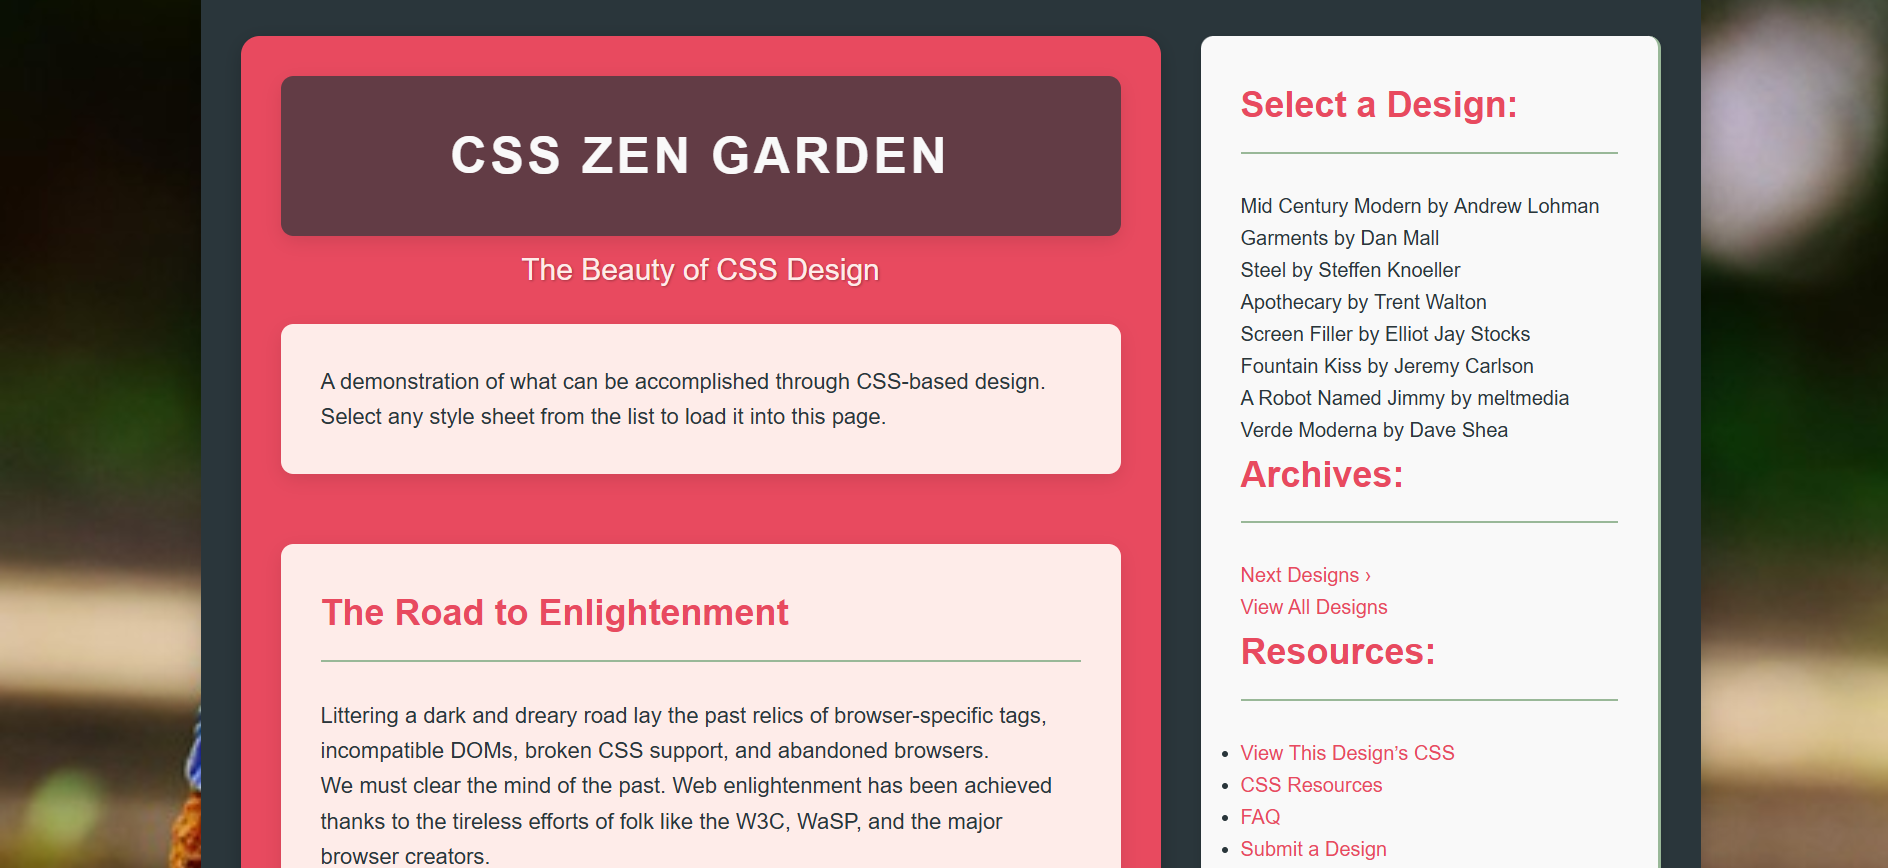 CSS ZEN GARDEN
The Beauty of CSS Design
A demonstration of what can be accomplished through CSS-based design.
Select any style sheet from the list to load it into this page.
The Road to Enlightenment
Littering a dark and dreary road lay the past relics of browser-specific tags,
incompatible DOMs, broken CSS support, and abandoned browsers.
We must clear the mind of the past. Web enlightenment has been achieved
thanks to the tireless efforts of folk like the W3C, WaSP, and the major
browser creators.
Select a Design:
Mid Century Modern by Andrew Lohman
Garments by Dan Mall
Steel by Steffen Knoeller
Apothecary by Trent Walton
Screen Filler by Elliot Jay Stocks
Fountain Kiss by Jeremy Carlson
A Robot Named Jimmy by meltmedia
Verde Moderna by Dave Shea
Archives:
Next Designs ›
View All Designs
Resources:
View This Design’s CSS
CSS Resources
FAQ
Submit a Design